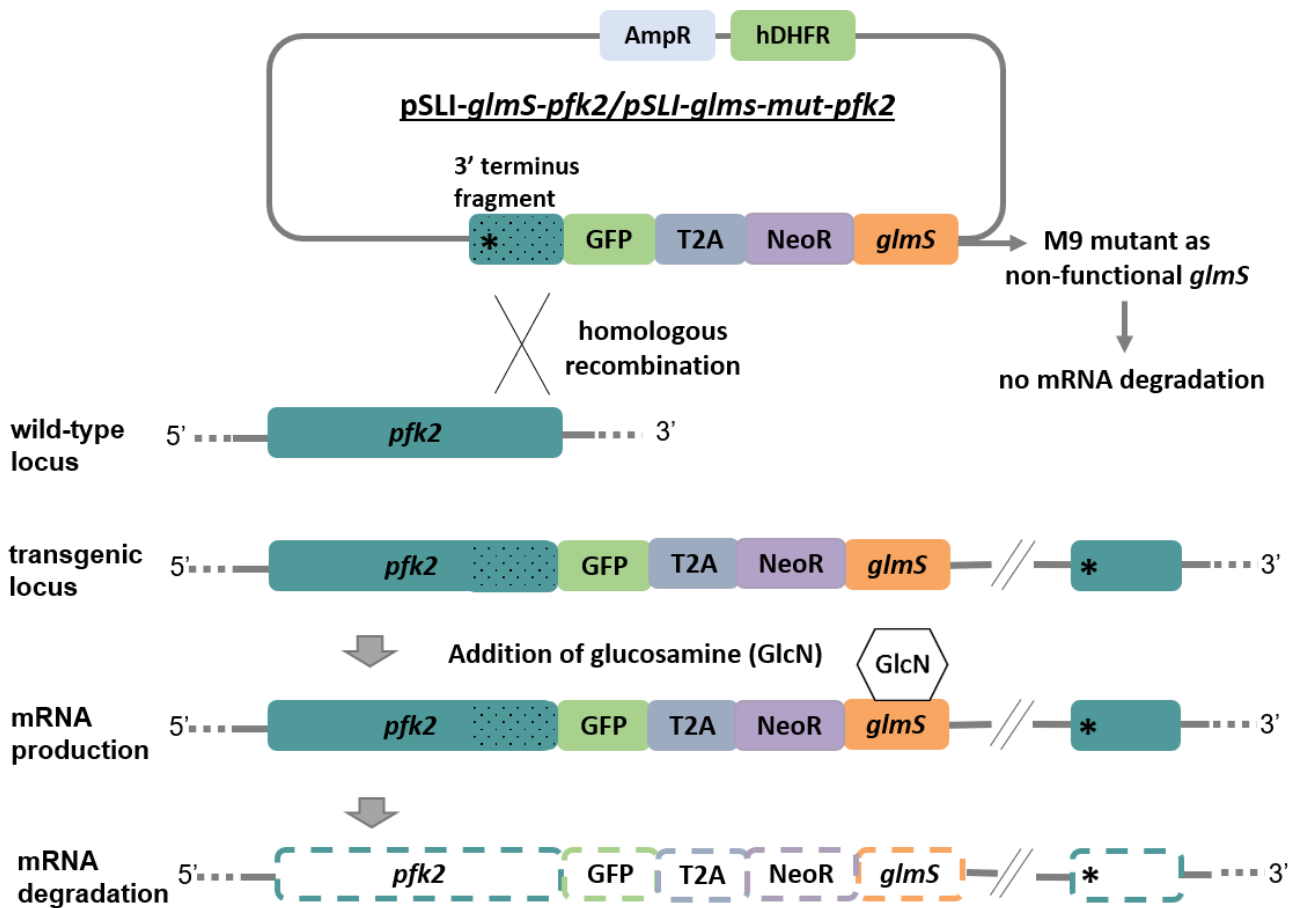 AmpR hDHFR
pSLI-glmS-pfk2/pSLI-glms-mut-pfk2
3' terminus
fragment
* GFP T2A NeoR glmS
M9 mutant as
non-functional glmS
no mRNA degradation
homologous
recombination
wild-type
locus
5' pfk2 3'
transgenic
locus
5' pfk2 GFP T2A NeoR glmS * 3'
Addition of glucosamine (GlcN) GlcN
mRNA
production
5' pfk2 GFP T2A NeoR glmS * 3'
mRNA
degradation
5' pfk2 GFP T2A NeoR glmS * 3'